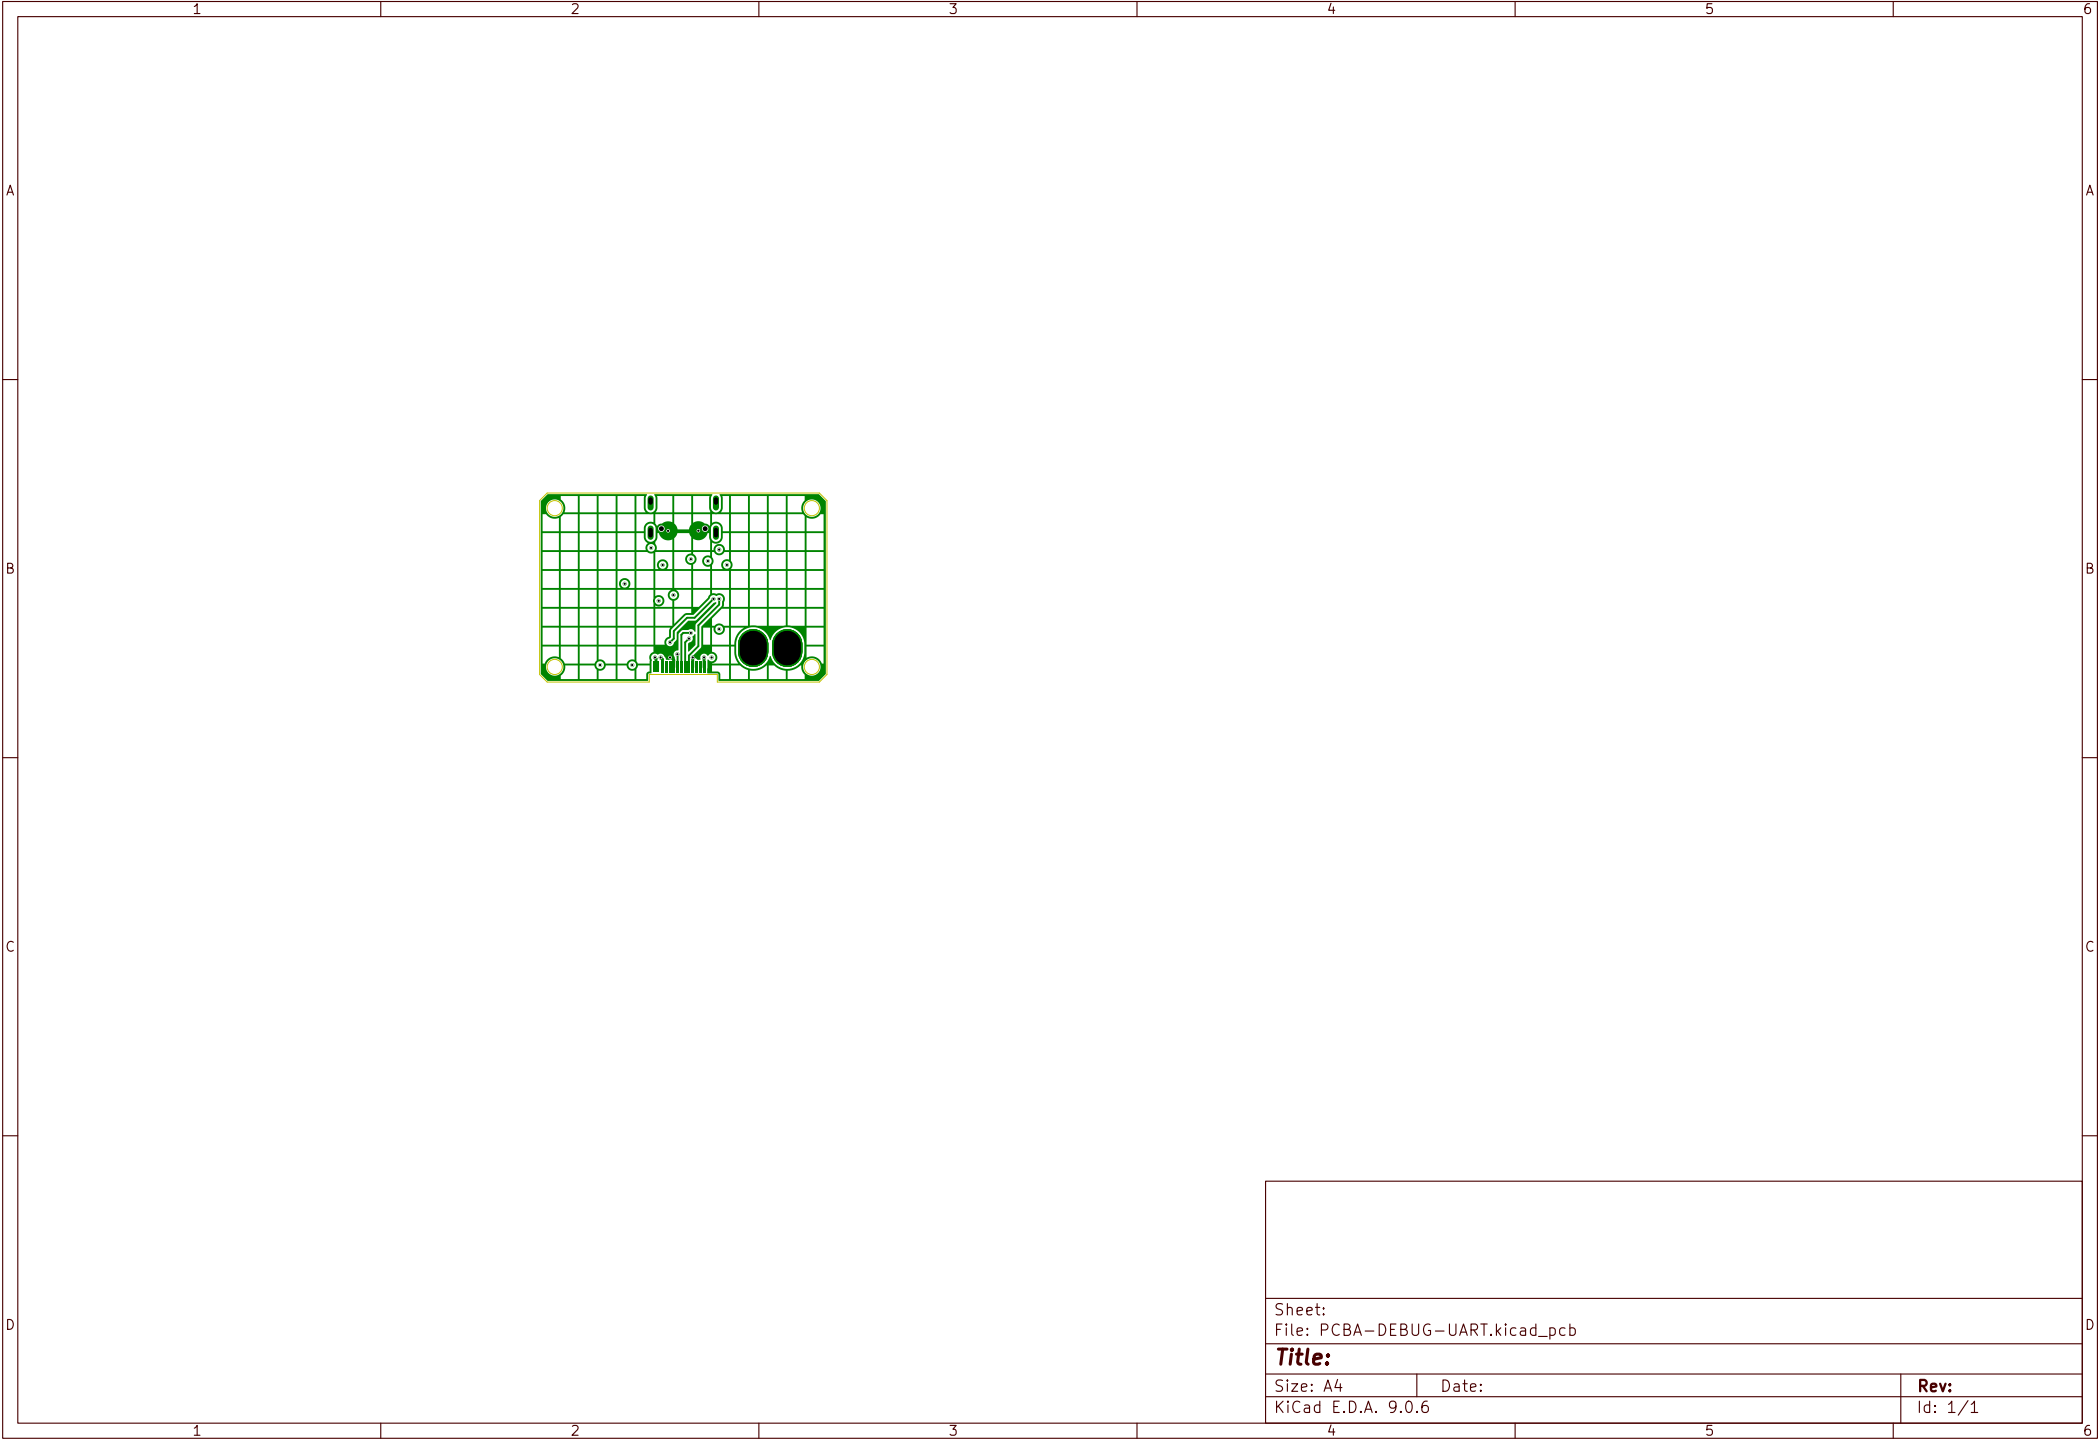 1 2 3 4 5 6
A A
B B
C C
D D
Sheet:
File: PCBA-DEBUG-UART.kicad_pcb
Title:
Size: A4 Date: Rev:
KiCad E.D.A. 9.0.6 Id: 1/1
1 2 3 4 5 6